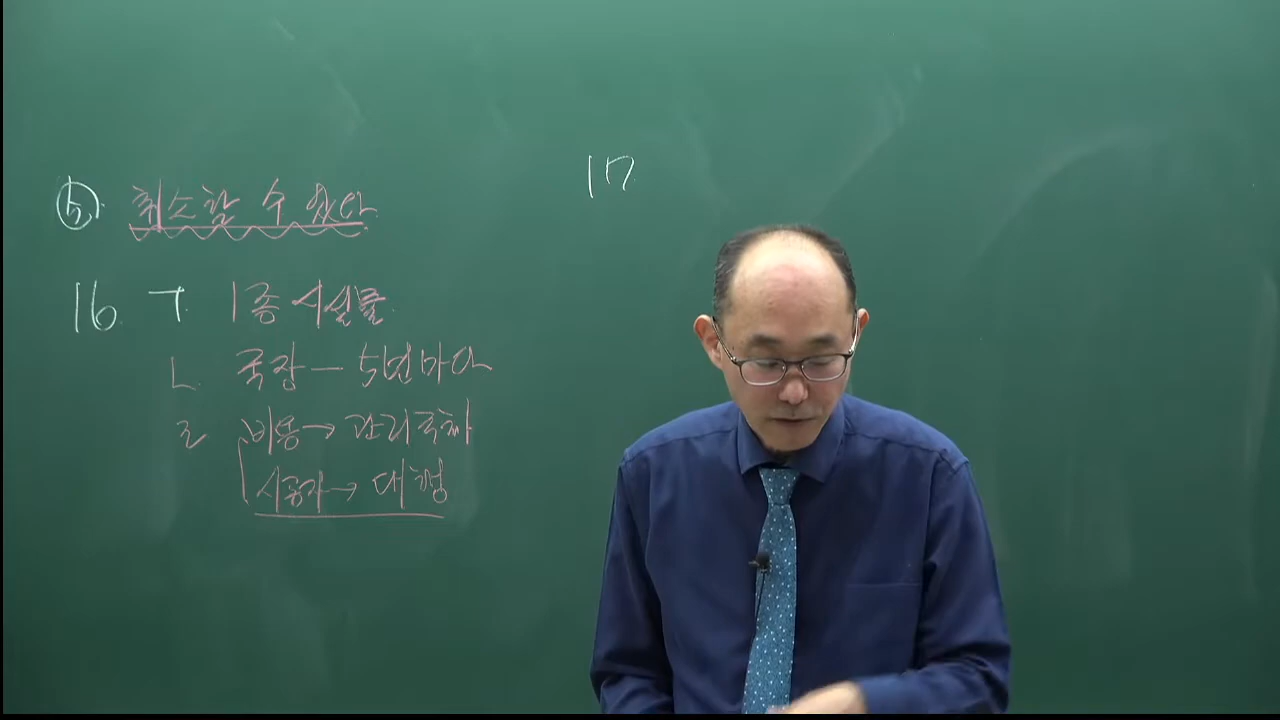 ⑤ 취소할 수 있다
16 ㄱ 1종시설물
ㄴ 국장 – 5년마다
ㄹ 비용→관리주체
시공자→대행
17